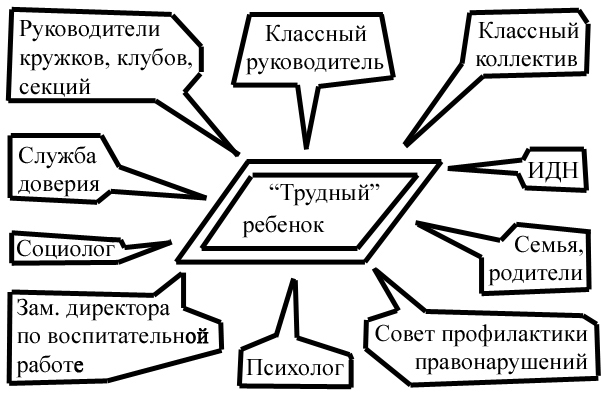 Руководители
кружков, клубов,
секций
Классный
руководитель
Классный
коллектив
Служба
доверия
“Трудный”
ребенок
ИДН
Социолог
Семья,
родители
Зам. директора
по воспитательной
работе
Психолог
Совет профилактики
правонарушений